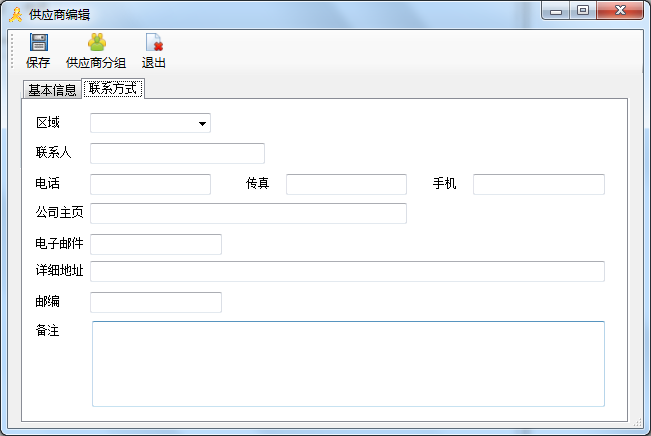 供应商编辑
保存 供应商分组 退出
基本信息 联系方式
区域
联系人
电话 传真 手机
公司主页
电子邮件
详细地址
邮编
备注